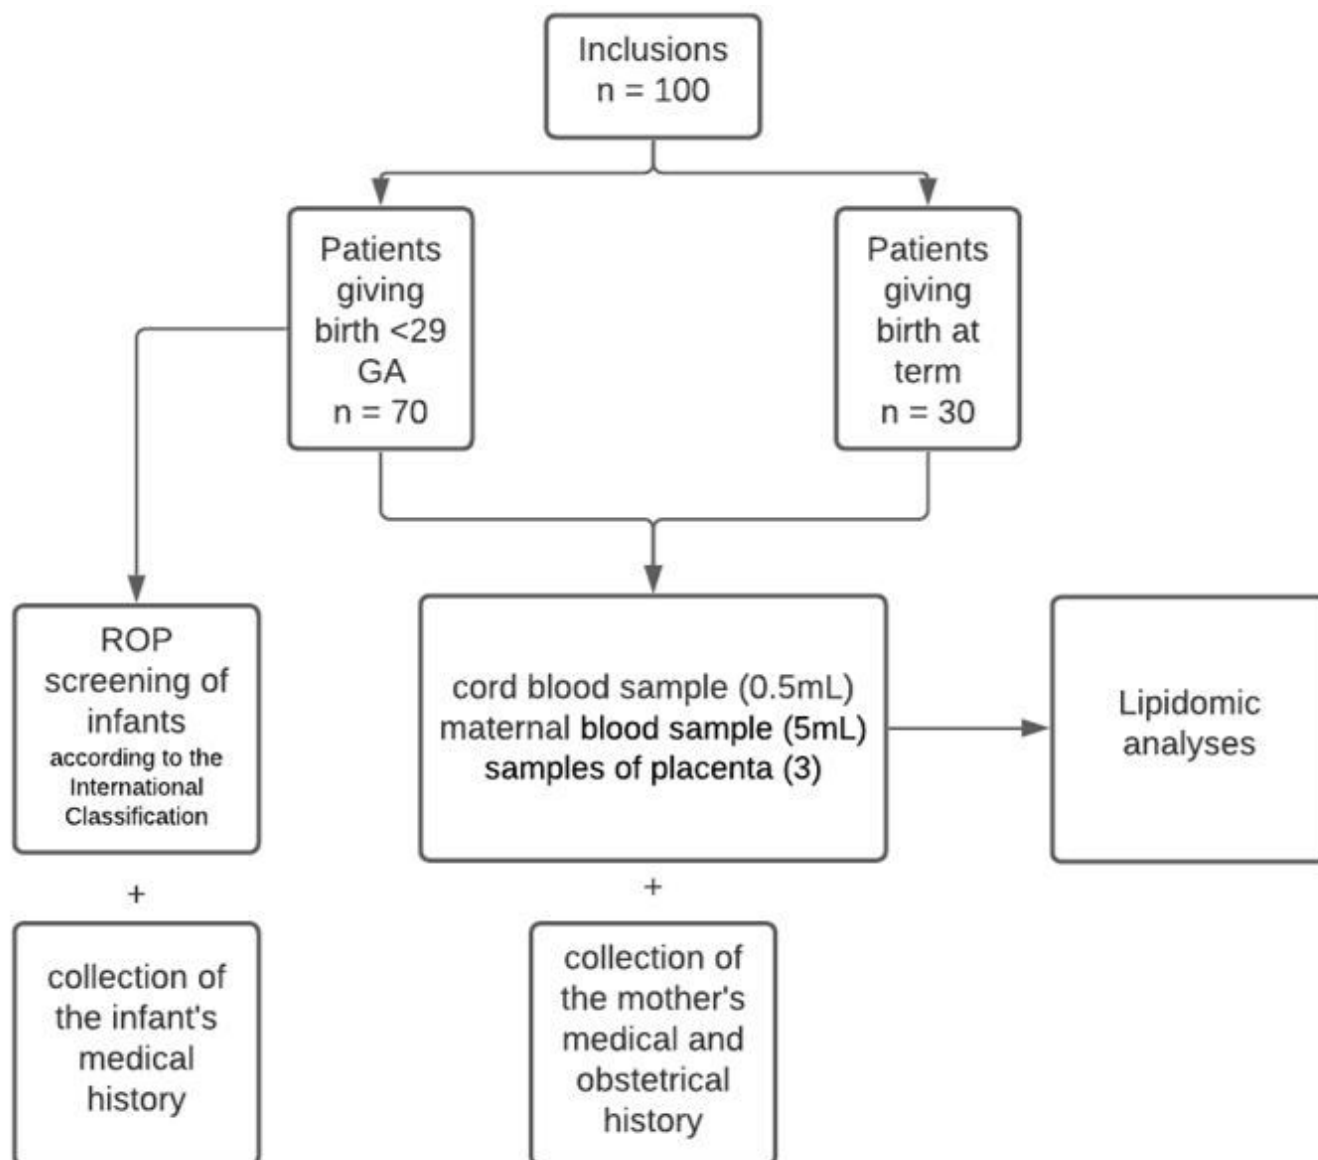 Inclusions
n = 100
Patients
giving
birth <29
GA
n = 70
Patients
giving
birth at
term
n = 30
ROP
screening of
infants
according to the
International
Classification
+
collection of
the infant's
medical
history
cord blood sample (0.5mL)
maternal blood sample (5mL)
samples of placenta (3)
+
collection of
the mother's
medical and
obstetrical
history
Lipidomic
analyses